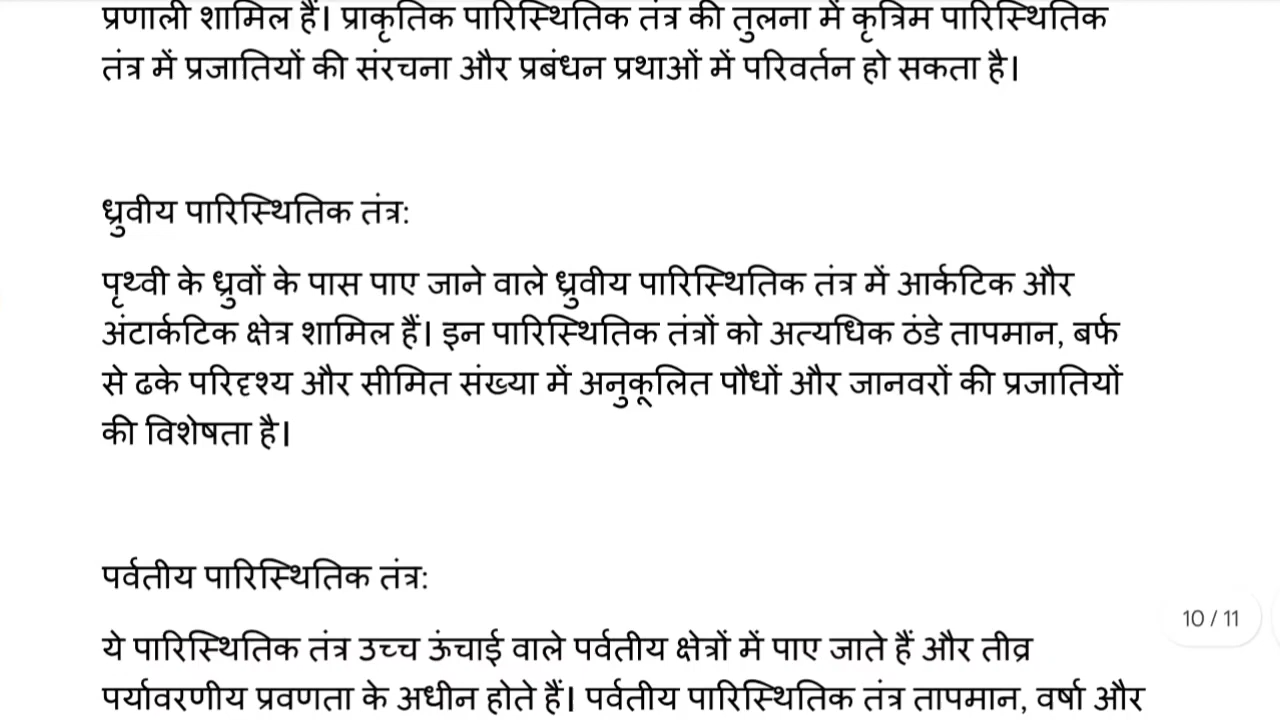 प्रणाली शामिल हैं। प्राकृतिक पारिस्थितिक तंत्र की तुलना में कृत्रिम पारिस्थितिक
तंत्र में प्रजातियों की संरचना और प्रबंधन प्रथाओं में परिवर्तन हो सकता है।
ध्रुवीय पारिस्थितिक तंत्र:
पृथ्वी के ध्रुवों के पास पाए जाने वाले ध्रुवीय पारिस्थितिक तंत्र में आर्कटिक और
अंटार्कटिक क्षेत्र शामिल हैं। इन पारिस्थितिक तंत्रों को अत्यधिक ठंडे तापमान, बर्फ
से ढके परिदृश्य और सीमित संख्या में अनुकूलित पौधों और जानवरों की प्रजातियों
की विशेषता है।
पर्वतीय पारिस्थितिक तंत्र:
ये पारिस्थितिक तंत्र उच्च ऊंचाई वाले पर्वतीय क्षेत्रों में पाए जाते हैं और तीव्र
पर्यावरणीय प्रवणता के अधीन होते हैं। पर्वतीय पारिस्थितिक तंत्र तापमान, वर्षा और
10 / 11